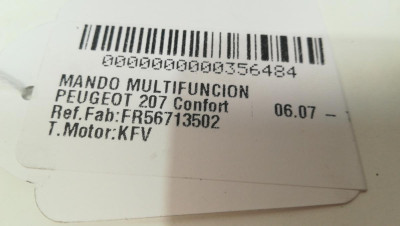 0000000000356484
MANDO MULTIFUNCION
PEUGEOT 207 Confort 06.07 -
Ref.Fab:FR56713502
T.Motor:KFV